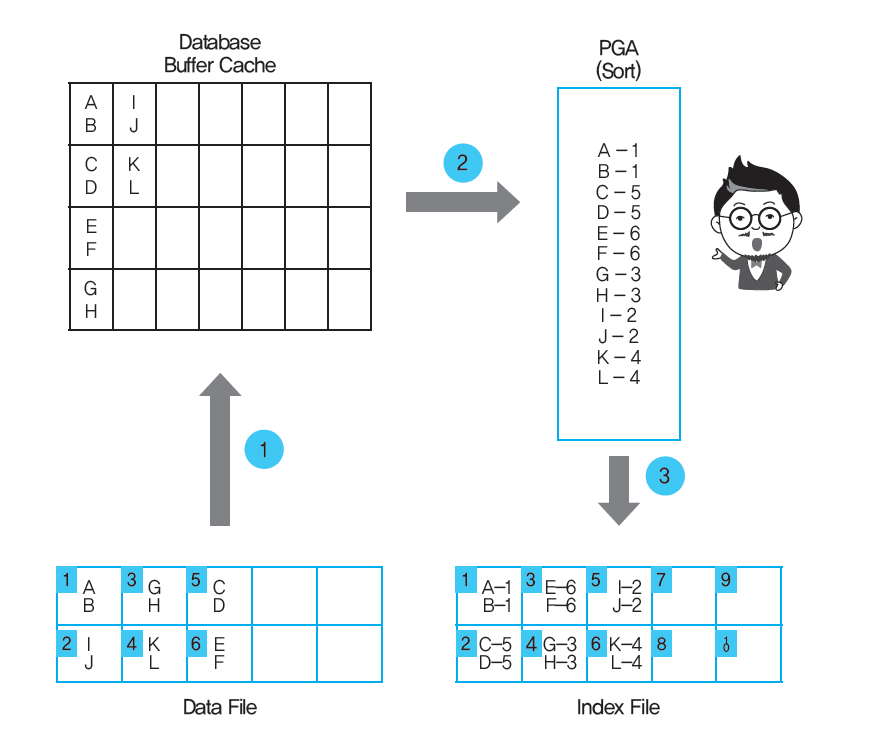 Database
Buffer Cache
PGA
(Sort)
A
B
I
J
C
D
K
L
E
F
G
H
2
A – 1
B – 1
C – 5
D – 5
E – 6
F – 6
G – 3
H – 3
I – 2
J – 2
K – 4
L – 4
1
3
1
A
B
3
G
H
5
C
D
2
I
J
4
K
L
6
E
F
Data File
1
A–1
B–1
3
E–6
F–6
5
I–2
J–2
7
9
2
C–5
D–5
4
G–3
H–3
6
K–4
L–4
8
10
Index File